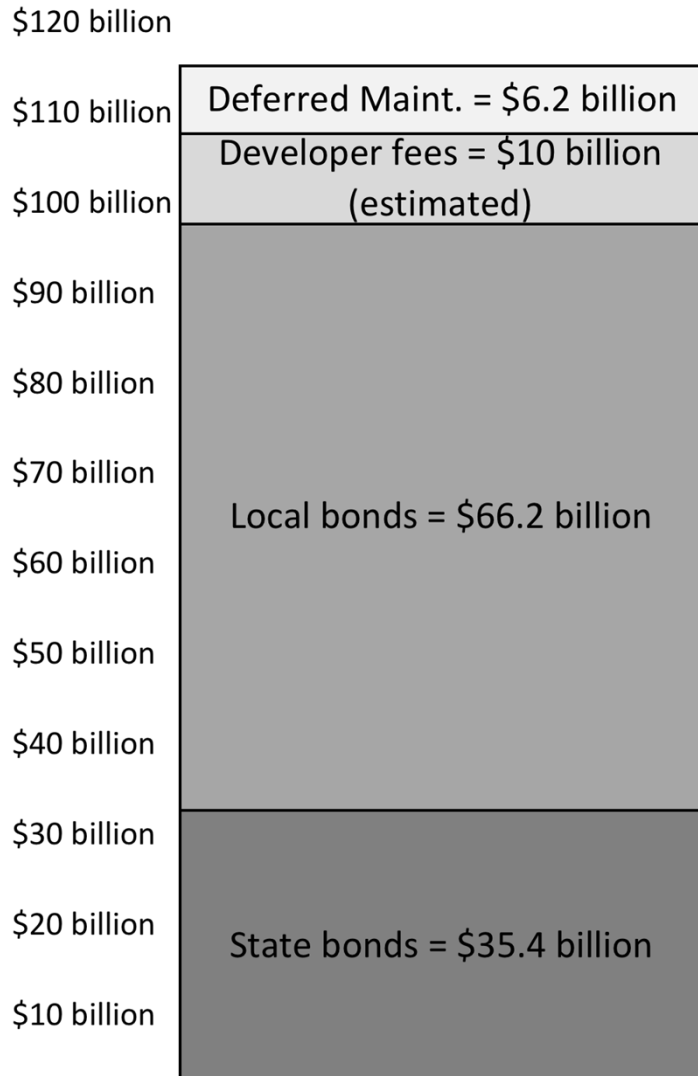 $120 billion
$110 billion
Deferred Maint. = $6.2 billion
Developer fees = $10 billion
(estimated)
$100 billion
$90 billion
$80 billion
$70 billion
Local bonds = $66.2 billion
$60 billion
$50 billion
$40 billion
$30 billion
$20 billion
State bonds = $35.4 billion
$10 billion